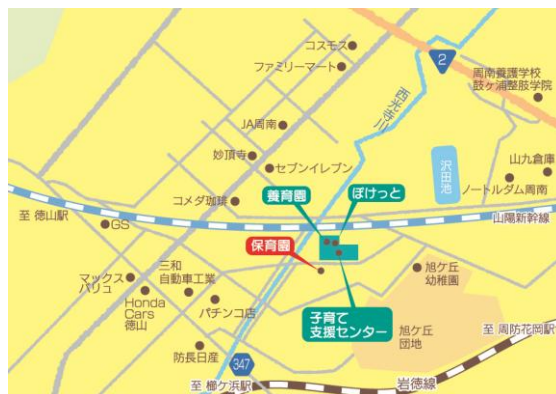 コスモス
ファミリーマート
2
周南養護学校
鼓ヶ浦整肢学院
西光寺川
JA周南
妙頂寺
セブンイレブン
沢田池
山九倉庫
ノートルダム周南
コメダ珈琲
養育園
ぽけっと
至 徳山駅
GS
山陽新幹線
保育園
マックス
バリュ
三和
自動車工業
旭ケ丘
幼稚園
Honda
Cars
徳山
パチンコ店
子育て
支援センター
旭ケ丘
団地
至 周防花岡駅
防長日産
347
至 櫛ケ浜駅
岩徳線